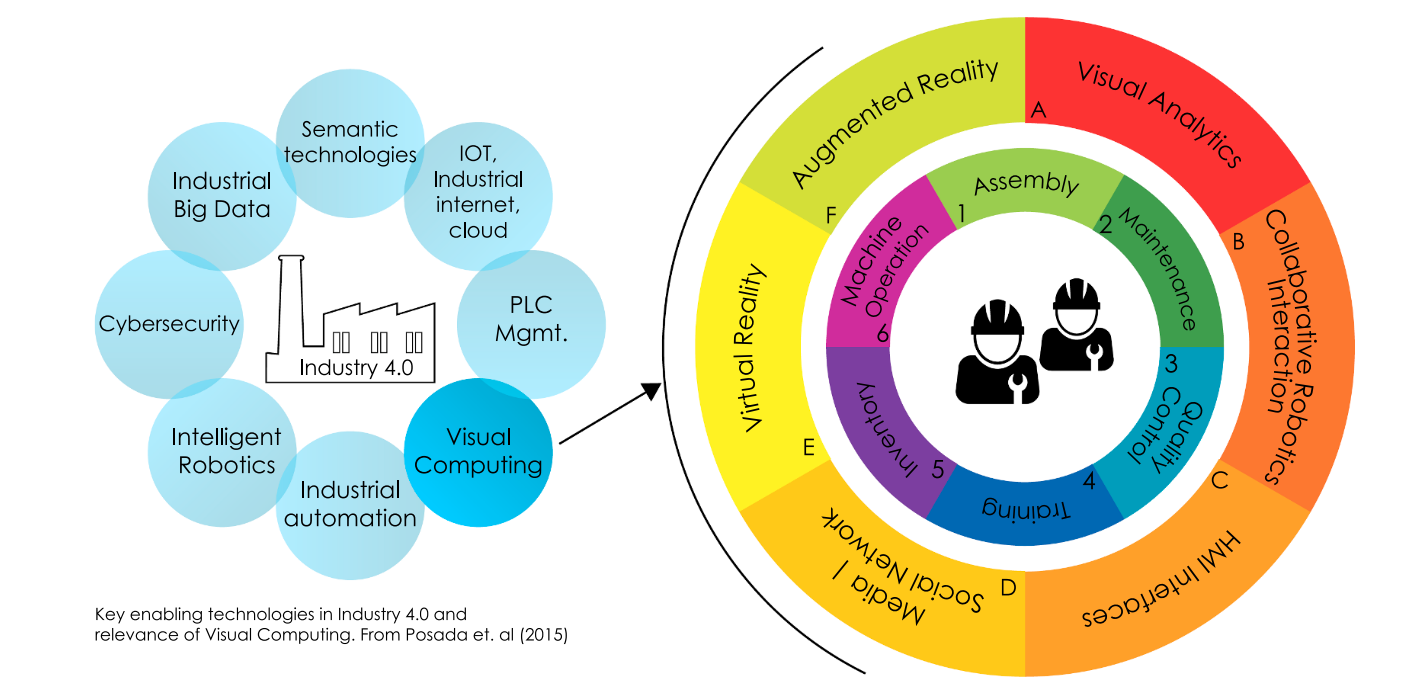 Semantic
technologies
IOT,
Industrial
internet,
cloud
PLC
Mgmt.
Visual
Computing
Industrial
automation
Intelligent
Robotics
Cybersecurity
Industrial
Big Data
Industry 4.0
Key enabling technologies in Industry 4.0 and
relevance of Visual Computing. From Posada et. al (2015)
A
Visual Analytics
B
Collaborative Robotics
Interaction
C
HMI Interfaces
D
Media |
Social Network
E
Virtual Reality
F
Augmented Reality
1
Assembly
2
Maintenance
3
Quality
Control
4
Training
5
Inventory
6
Machine
Operation